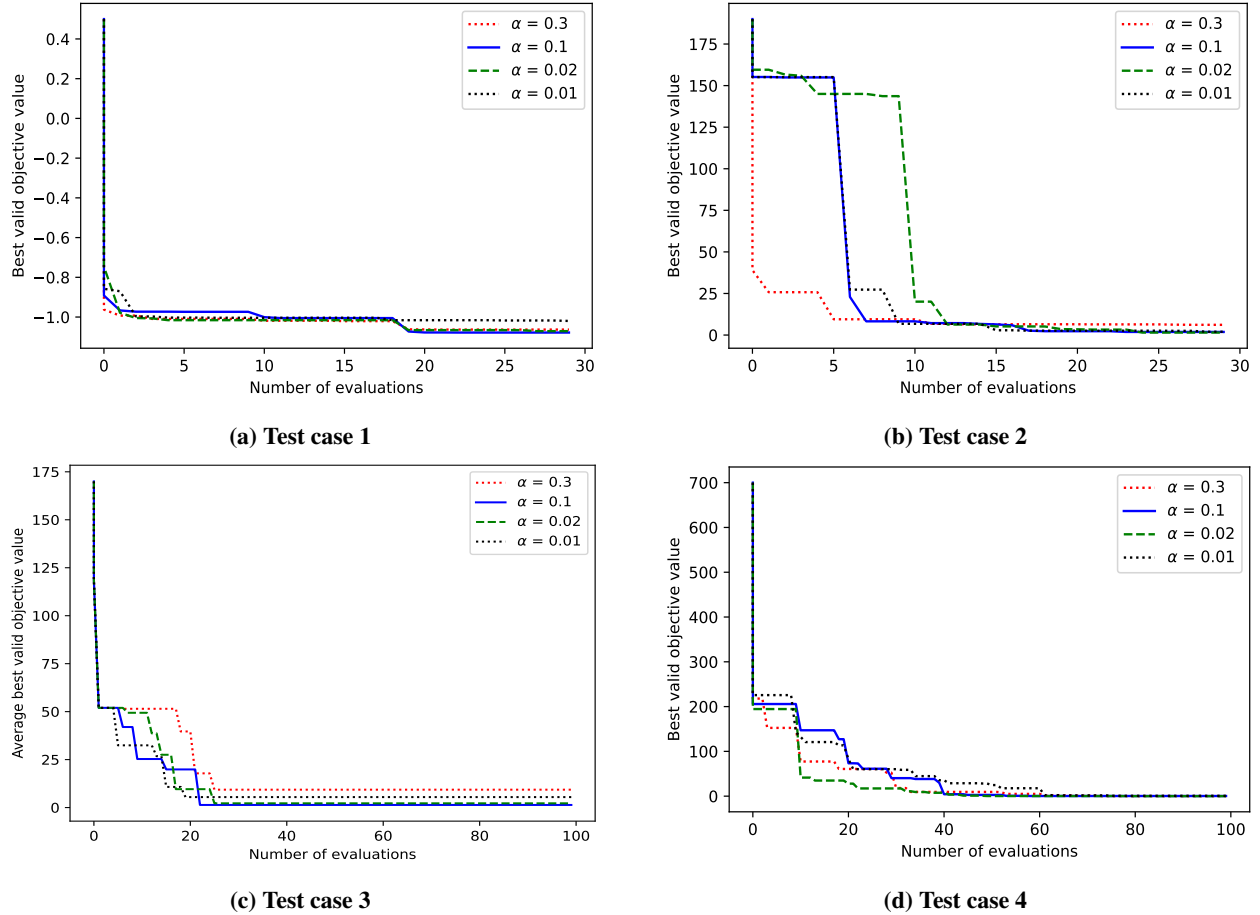 Best valid objective value
0.4
0.2
0.0
−0.2
−0.4
−0.6
−0.8
−1.0
α = 0.3
α = 0.1
α = 0.02
α = 0.01
0 5 10 15 20 25 30
Number of evaluations
(a) Test case 1
Best valid objective value
175
150
125
100
75
50
25
0
α = 0.3
α = 0.1
α = 0.02
α = 0.01
0 5 10 15 20 25 30
Number of evaluations
(b) Test case 2
Average best valid objective value
175
150
125
100
75
50
25
0
α = 0.3
α = 0.1
α = 0.02
α = 0.01
0 20 40 60 80 100
Number of evaluations
(c) Test case 3
Best valid objective value
700
600
500
400
300
200
100
0
α = 0.3
α = 0.1
α = 0.02
α = 0.01
0 20 40 60 80 100
Number of evaluations
(d) Test case 4